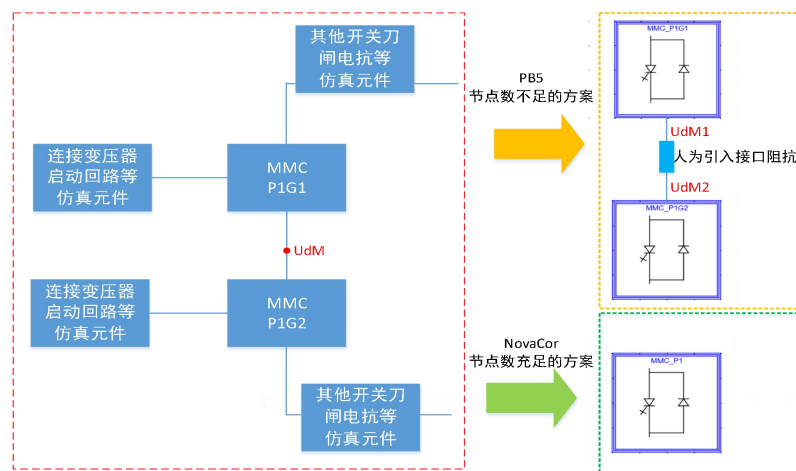 其他开关刀
闸电抗等
仿真元件
连接变压器
启动回路等
仿真元件
MMC
P1G1
UdM
连接变压器
启动回路等
仿真元件
MMC
P1G2
其他开关刀
闸电抗等
仿真元件
PB5
节点数不足的方案
NovaCor
节点数充足的方案
MMC_P1G1
UdM1
人为引入接口阻抗
UdM2
MMC_P1G2
MMC_P1